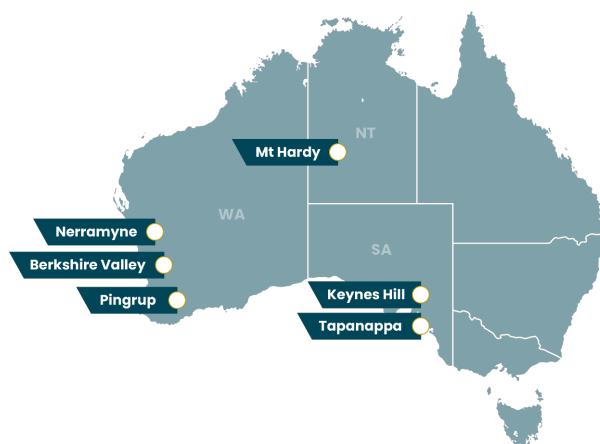 NT
Mt Hardy
WA
Nerramyne
SA
Berkshire Valley
Keynes Hill
Pingrup
Tapanappa